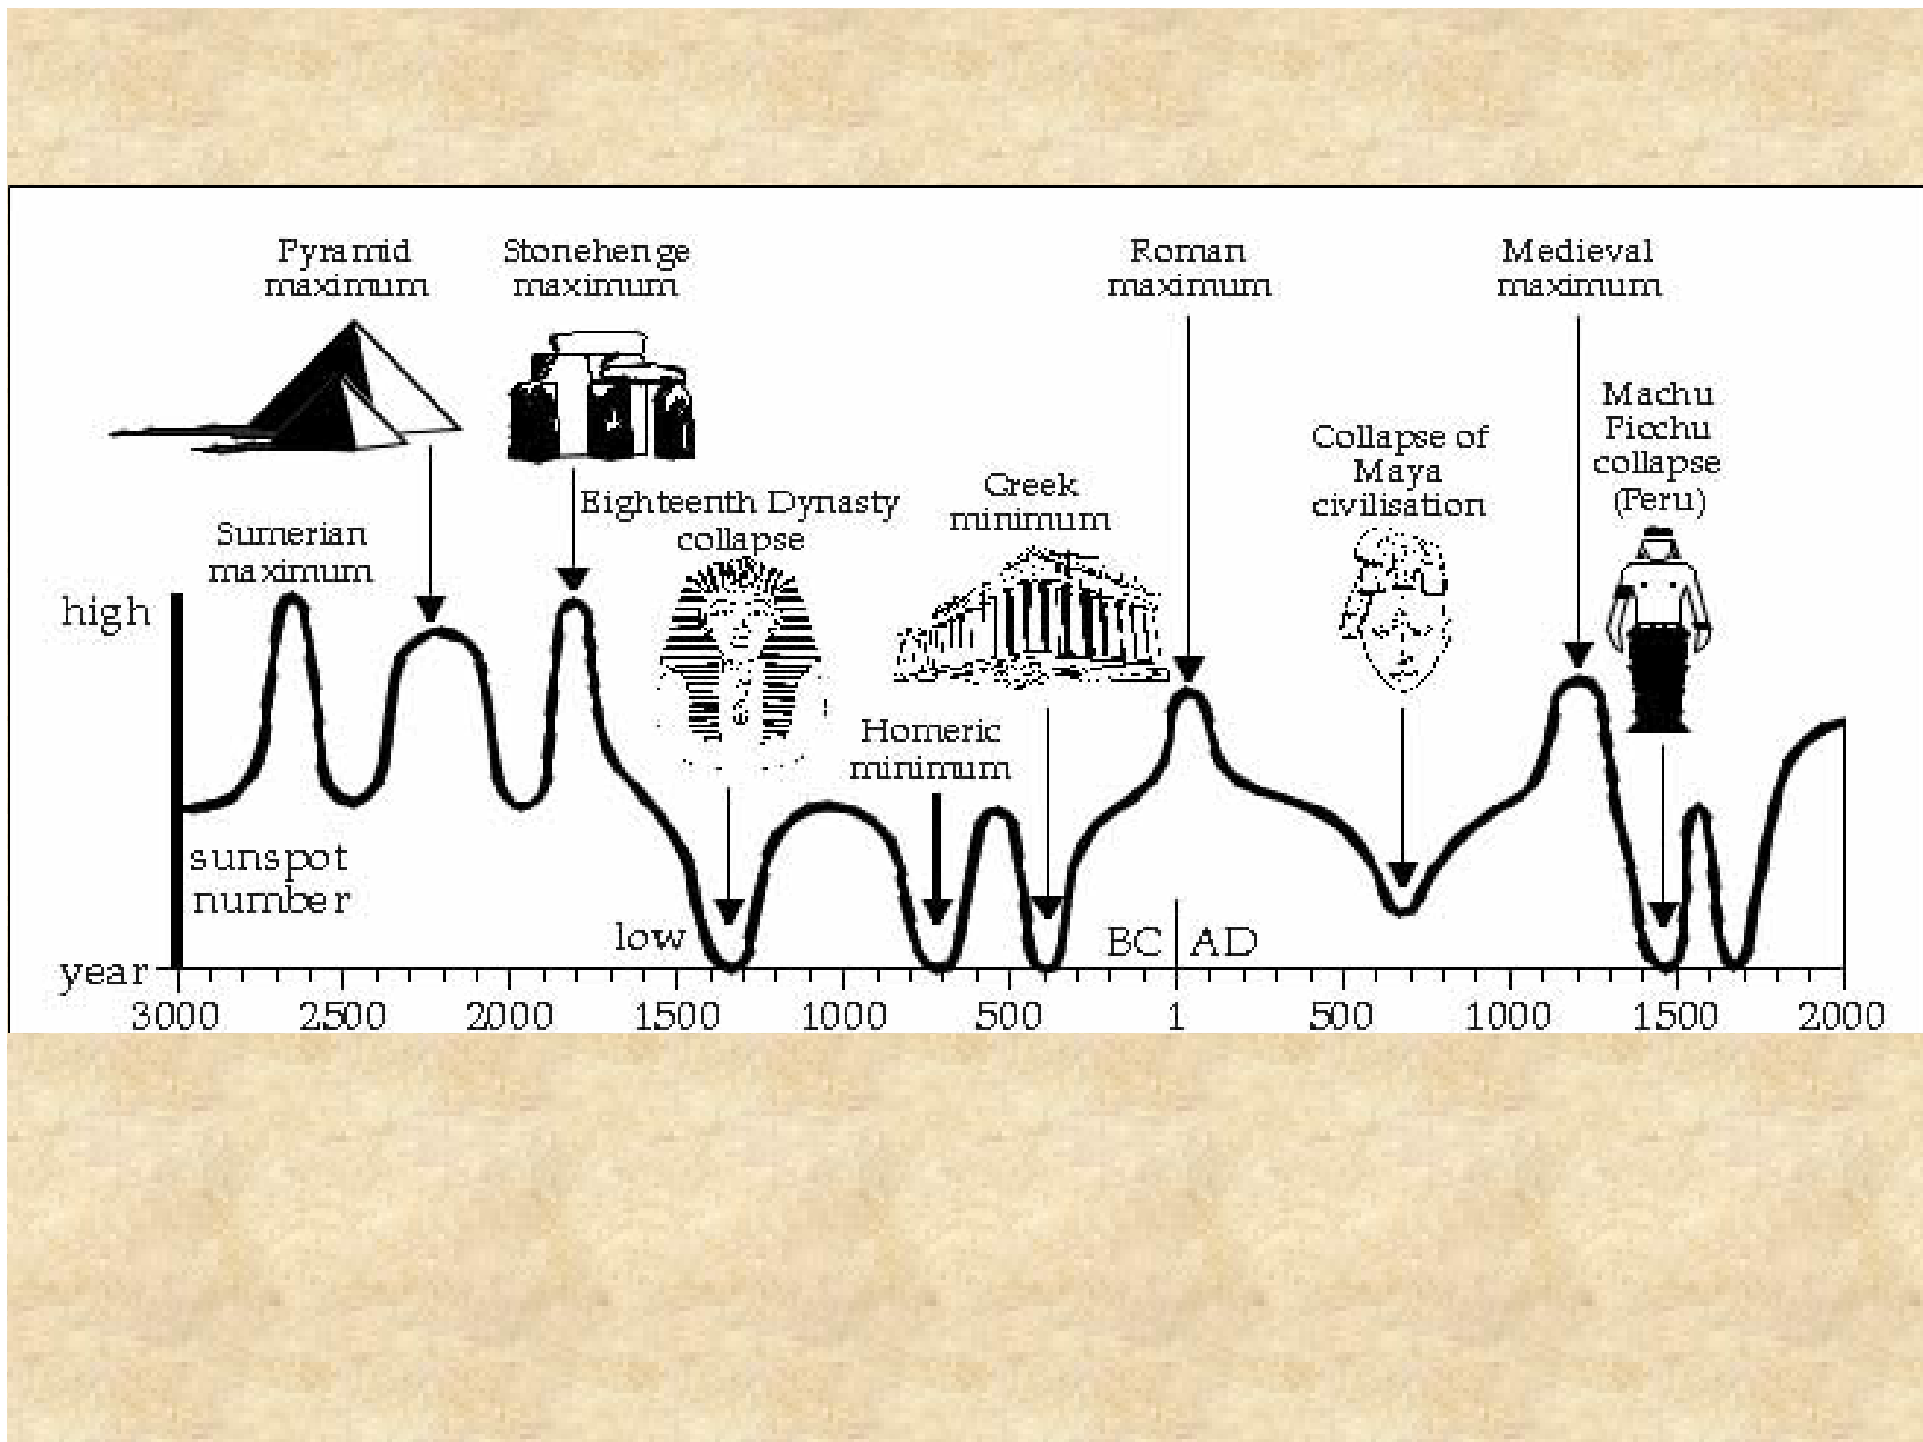 Pyramid
maximum
Stonehenge
maximum
Roman
maximum
Medieval
maximum
Machu
Picchu
collapse
(Peru)
Collapse of
Maya
civilisation
Greek
minimum
Eighteenth Dynasty
collapse
Sumerian
maximum
high
Homeric
minimum
sunspot
number
low
BC
AD
year
3000 2500 2000 1500 1000 500 1 500 1000 1500 2000